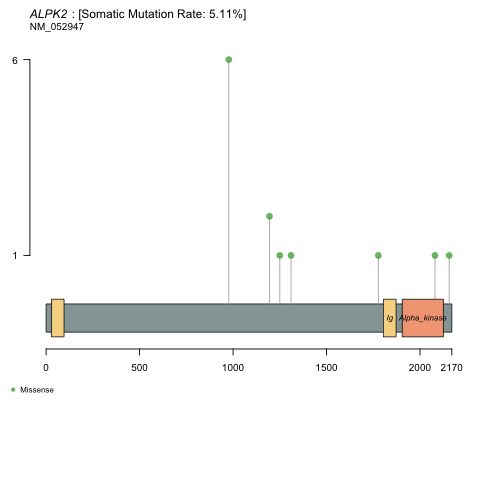 ALPK2 : [Somatic Mutation Rate: 5.11%]
NM_052947
6
1
Ig
Alpha_kinase
0 500 1000 1500 2000 2170
Missense